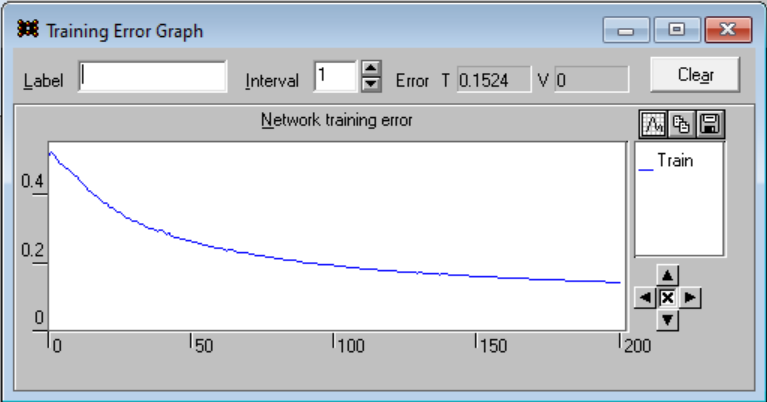 Training Error Graph
Label Interval 1 Error T 0.1524 V 0 Clear
Network training error
Train
0.4
0.2
0
0 50 100 150 200